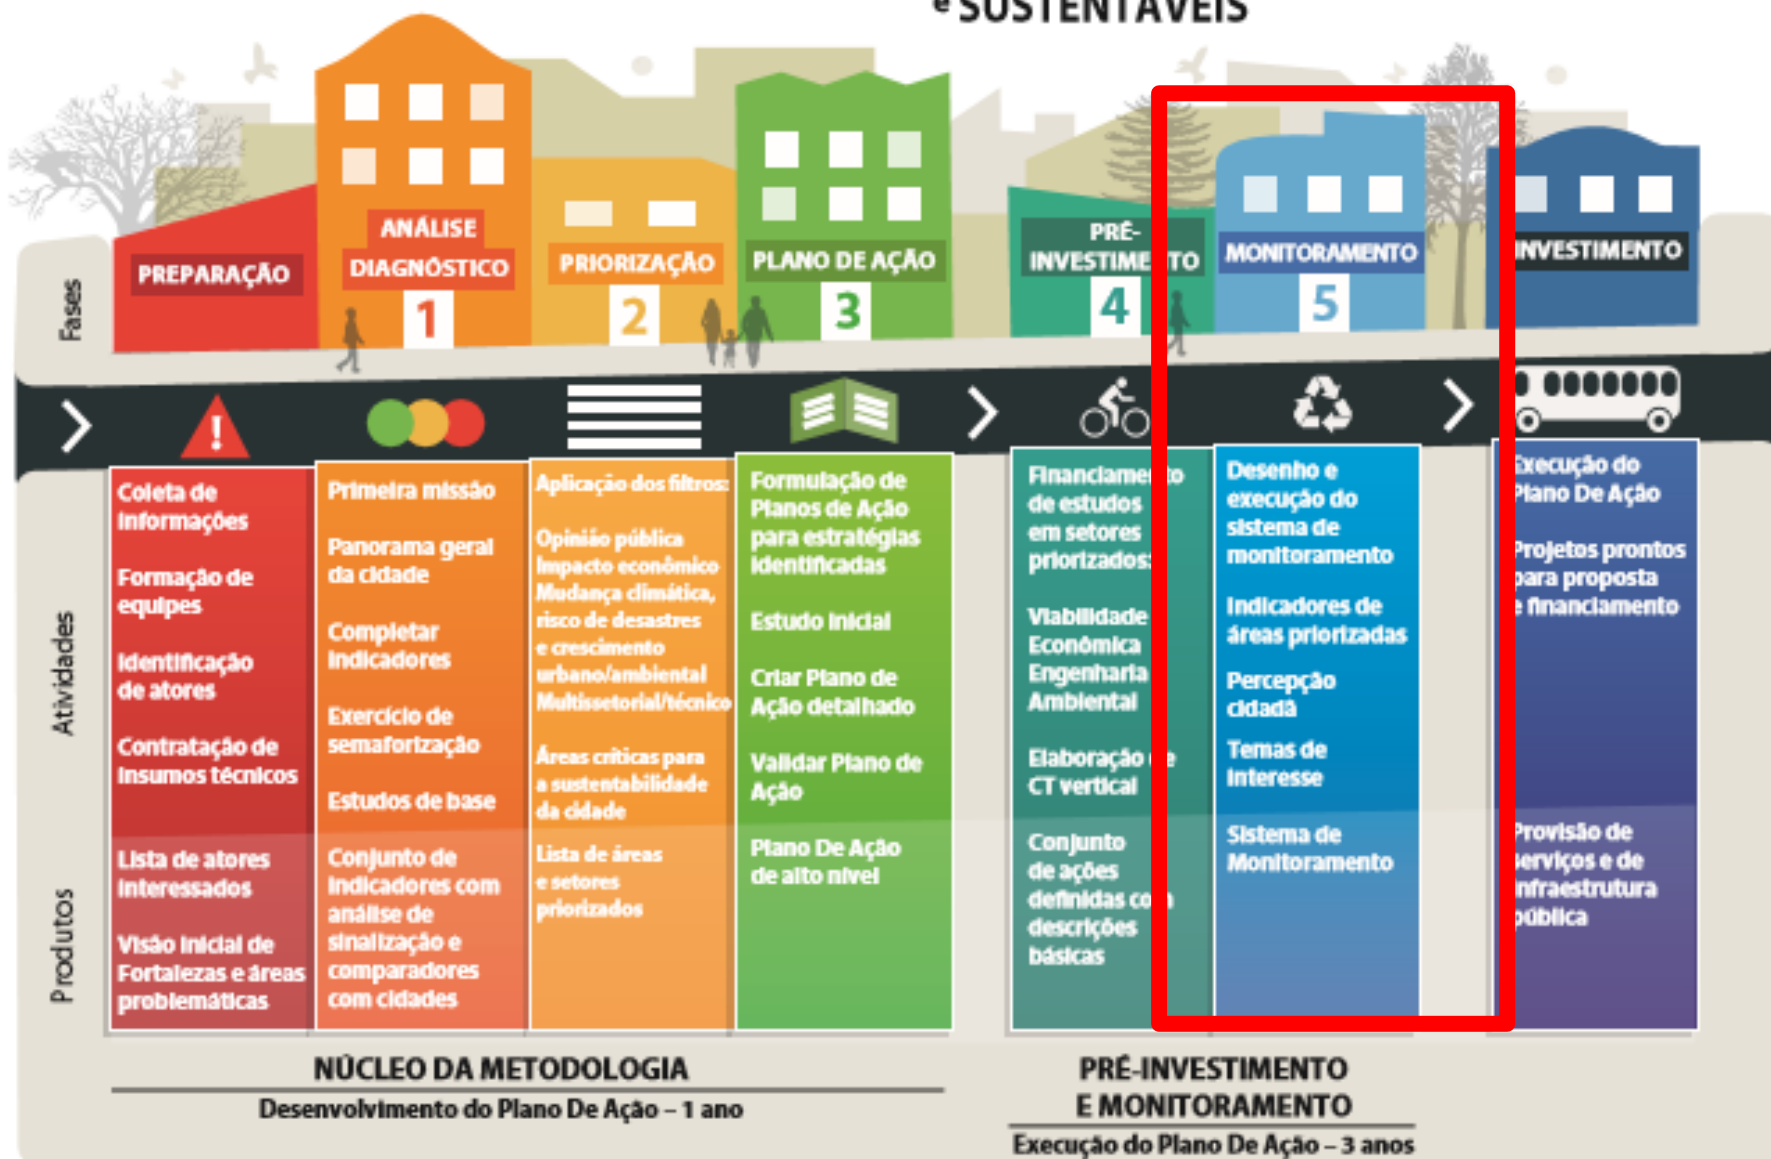 e SUSTENTÁVEIS
Fases
PREPARAÇÃO
ANÁLISE
DIAGNÓSTICO
1
PRIORIZAÇÃO
2
PLANO DE AÇÃO
3
PRÉ-
INVESTIMENTO
4
MONITORAMENTO
5
INVESTIMENTO
!
Atividades
Coleta de
Informações
Formação de
equipes
Identificação
de atores
Contratação de
Insumos técnicos
Primeira missão
Panorama geral
da cidade
Completar
Indicadores
Exercício de
semaforização
Estudos de base
Aplicação dos filtros:
Opinião pública
Impacto econômico
Mudança climática,
risco de desastres
e crescimento
urbano/ambiental
Multissetorial/técnico
Áreas críticas para
a sustentabilidade
da cidade
Formulação de
Planos de Ação
para estratégias
Identificadas
Estudo Inicial
Criar Plano de
Ação detalhado
Validar Plano de
Ação
Financiamento
de estudos
em setores
priorizados:
Viabilidade
Econômica
Engenharia
Ambiental
Elaboração de
CT vertical
Desenho e
execução do
sistema de
monitoramento
Indicadores de
áreas priorizadas
Percepção
cidadã
Temas de
Interesse
Execução do
Plano De Ação
Projetos prontos
para proposta
e financiamento
Produtos
Lista de atores
Interessados
Visão Inicial de
Fortalezas e áreas
problemáticas
Conjunto de
Indicadores com
análise de
sinalização e
comparadores
com cidades
Lista de áreas
e setores
priorizados
Plano De Ação
de alto nível
Conjunto
de ações
definidas com
descrições
básicas
Sistema de
Monitoramento
Provisão de
serviços e de
infraestrutura
pública
NÚCLEO DA METODOLOGIA
Desenvolvimento do Plano De Ação – 1 ano
PRÉ-INVESTIMENTO
E MONITORAMENTO
Execução do Plano De Ação – 3 anos